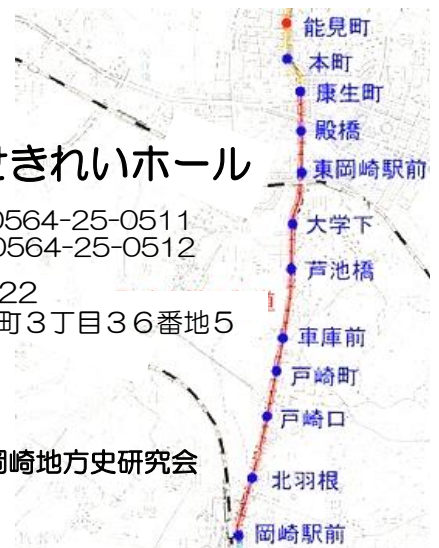 能見町
本町
康生町
殿橋
東岡崎駅前
大学下
芦池橋
車庫前
戸崎町
戸崎口
北羽根
岡崎駅前
せきれいホール
0564-25-0511
0564-25-0512
22
町3丁目36番地5
岡崎地方史研究会
道